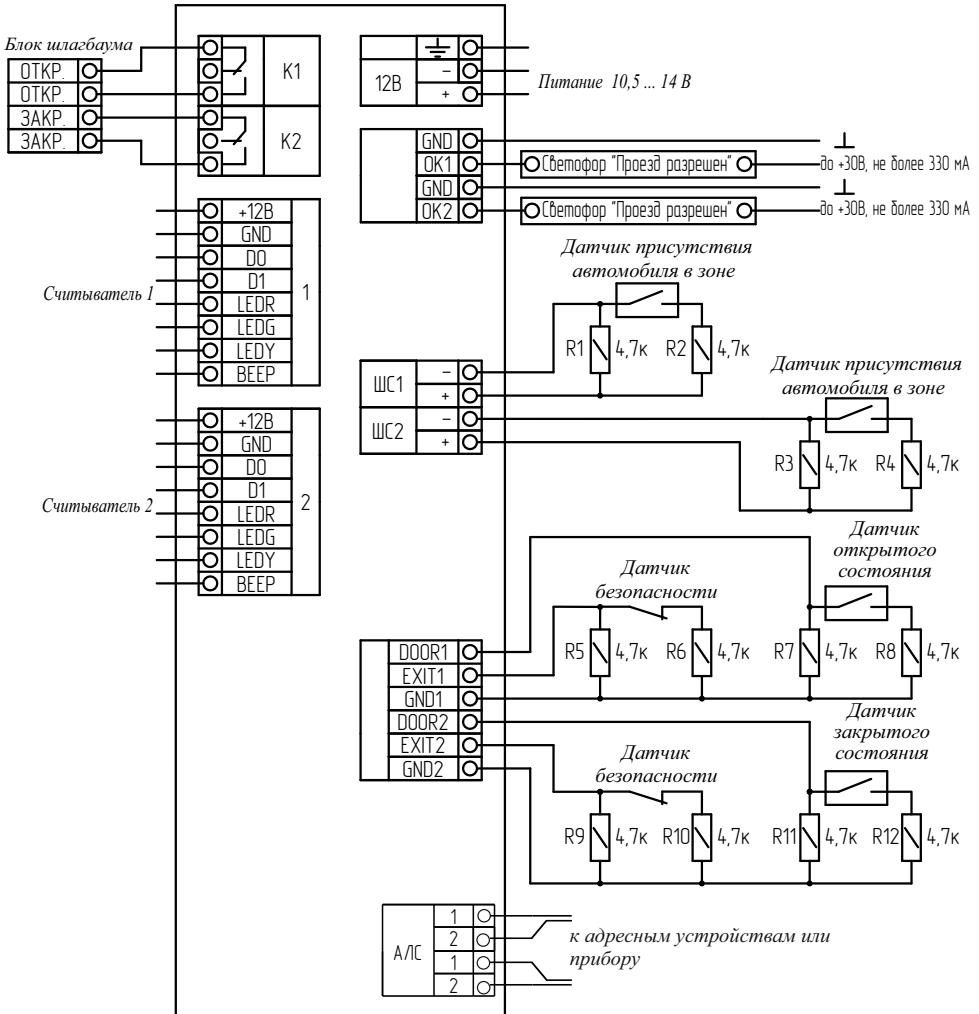 Блок шлагбаума
ОТКР.
ОТКР.
ЗАКР.
ЗАКР.
К1
К2
12В
–
+
Питание 10,5 ... 14 В
GND
ОК1
GND
ОК2
Светофор "Проезд разрешен"
до +30В, не более 330 мА
Светофор "Проезд разрешен"
до +30В, не более 330 мА
Считыватель 1
+12В
GND
D0
D1
LEDR
LEDG
LEDY
BEEP
1
Считыватель 2
+12В
GND
D0
D1
LEDR
LEDG
LEDY
BEEP
2
Датчик присутствия
автомобиля в зоне
R1 4,7к R2 4,7к
ШС1
–
+
ШС2
–
+
Датчик присутствия
автомобиля в зоне
R3 4,7к R4 4,7к
DOOR1
EXIT1
GND1
DOOR2
EXIT2
GND2
Датчик
безопасности
R5 4,7к R6 4,7к
Датчик
открытого
состояния
R7 4,7к R8 4,7к
Датчик
безопасности
R9 4,7к R10 4,7к
Датчик
закрытого
состояния
R11 4,7к R12 4,7к
АЛС
1
2
1
2
к адресным устройствам или
прибору